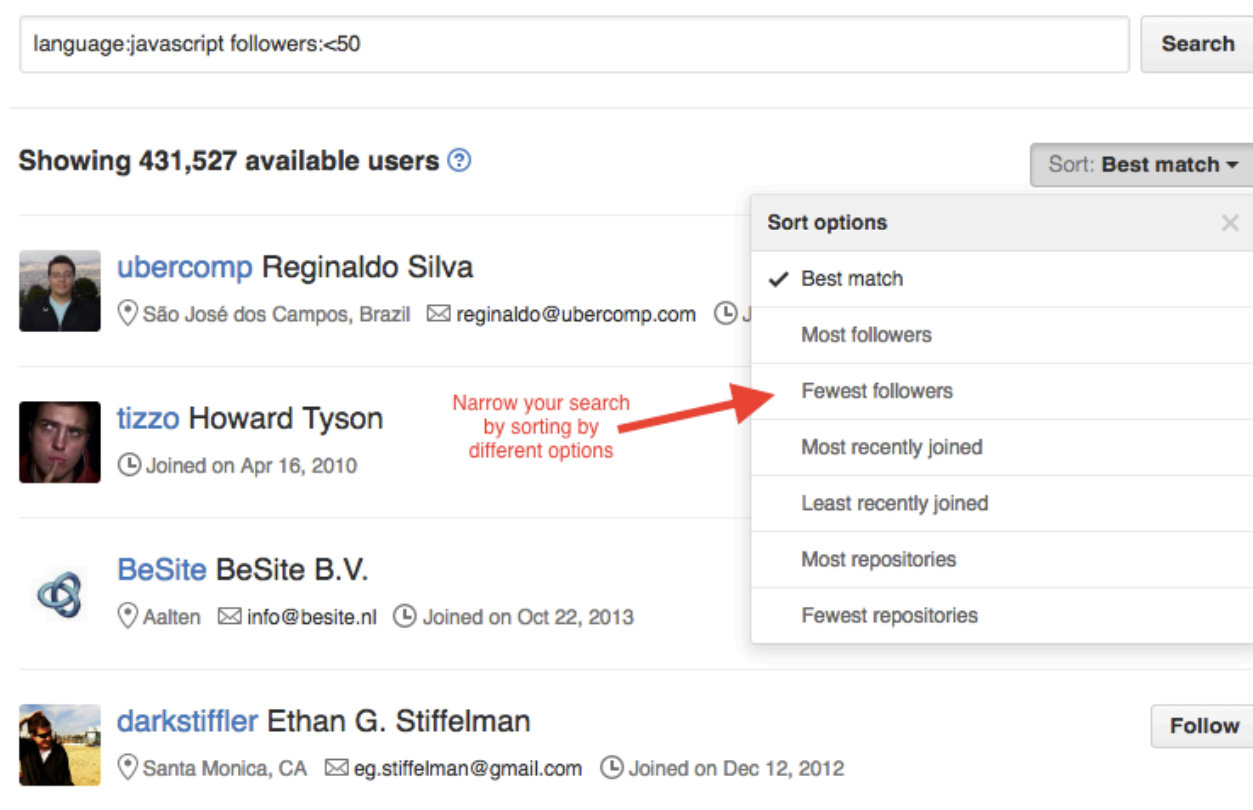 language:javascript followers:<50
Search
Showing 431,527 available users ?
Sort: Best match
Sort options
ubercomp Reginaldo Silva
São José dos Campos, Brazil reginaldo@ubercomp.com J
Best match
Most followers
Fewest followers
Most recently joined
Least recently joined
Most repositories
Fewest repositories
tizzo Howard Tyson
Joined on Apr 16, 2010
Narrow your search
by sorting by
different options
BeSite BeSite B.V.
Aalten info@besite.nl Joined on Oct 22, 2013
darkstiffler Ethan G. Stiffelman
Follow
Santa Monica, CA eg.stiffelman@gmail.com Joined on Dec 12, 2012